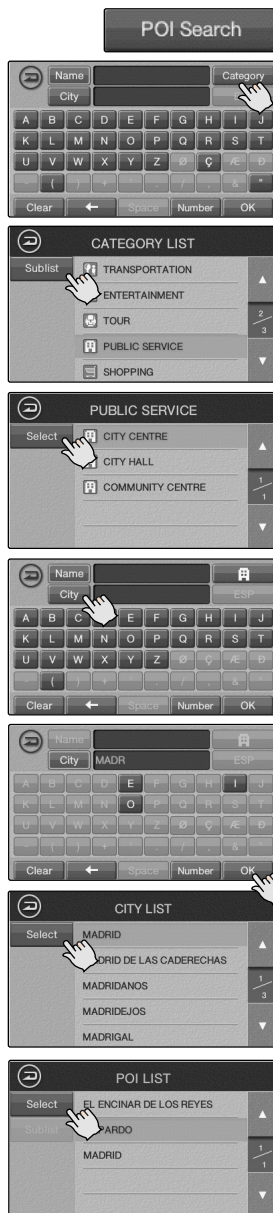 POI Search
Name Category
City
A B C D E F G H I J
K L M N O P Q R S T
U V W X Y Z Ø Ç Æ Đ
- ( ) + ' . / , & "
Clear ← Space Number OK
CATEGORY LIST
Sublist TRANSPORTATION
ENTERTAINMENT
TOUR 2/3
PUBLIC SERVICE
SHOPPING
PUBLIC SERVICE
Select CITY CENTRE
CITY HALL
COMMUNITY CENTRE 1/1
Name
City ESP
A B C E F G H I J
K L M N O P Q R S T
U V W X Y Z Ø Ç Æ Đ
- ( ) + ' . / , & "
Clear ← Space Number OK
Name
City MADR ESP
A B C D E F G H I J
K L M N O P Q R S T
U V W X Y Z Ø Ç Æ Đ
- ( ) + ' . / , & "
Clear ← Space Number OK
CITY LIST
Select MADRID
DRID DE LAS CADERECHAS
MADRIDANOS 1/3
MADRIDEJOS
MADRIGAL
POI LIST
Select EL ENCINAR DE LOS REYES
Sublist PARDO
MADRID 1/1